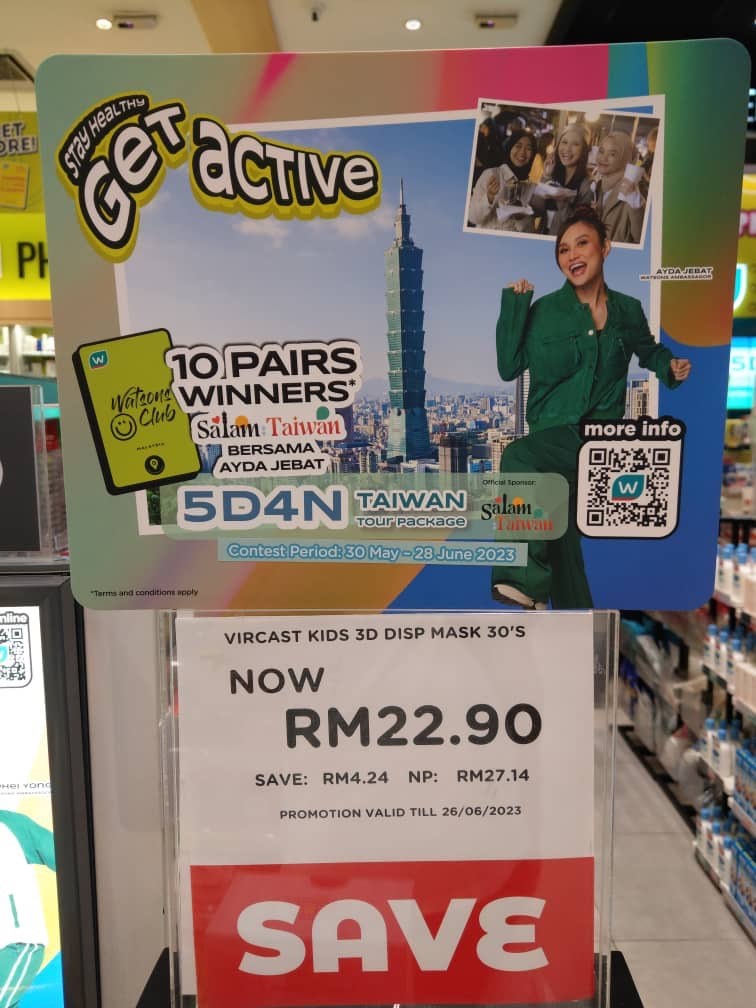 STAY HEALTHY
GET ACTIVE
AYDA JEBAT
WATSONS AMBASSADOR
W
Watsons
Club
MALAYSIA
10 PAIRS
WINNERS*
Salam Taiwan
BERSAMA
AYDA JEBAT
more info
W
5D4N TAIWAN
TOUR PACKAGE
Official Sponsor:
Salam
Taiwan
Contest Period: 30 May - 28 June 2023
*Terms and conditions apply
VIRCAST KIDS 3D DISP MASK 30'S
NOW
RM22.90
SAVE: RM4.24 NP: RM27.14
PROMOTION VALID TILL 26/06/2023
SAVE
PH